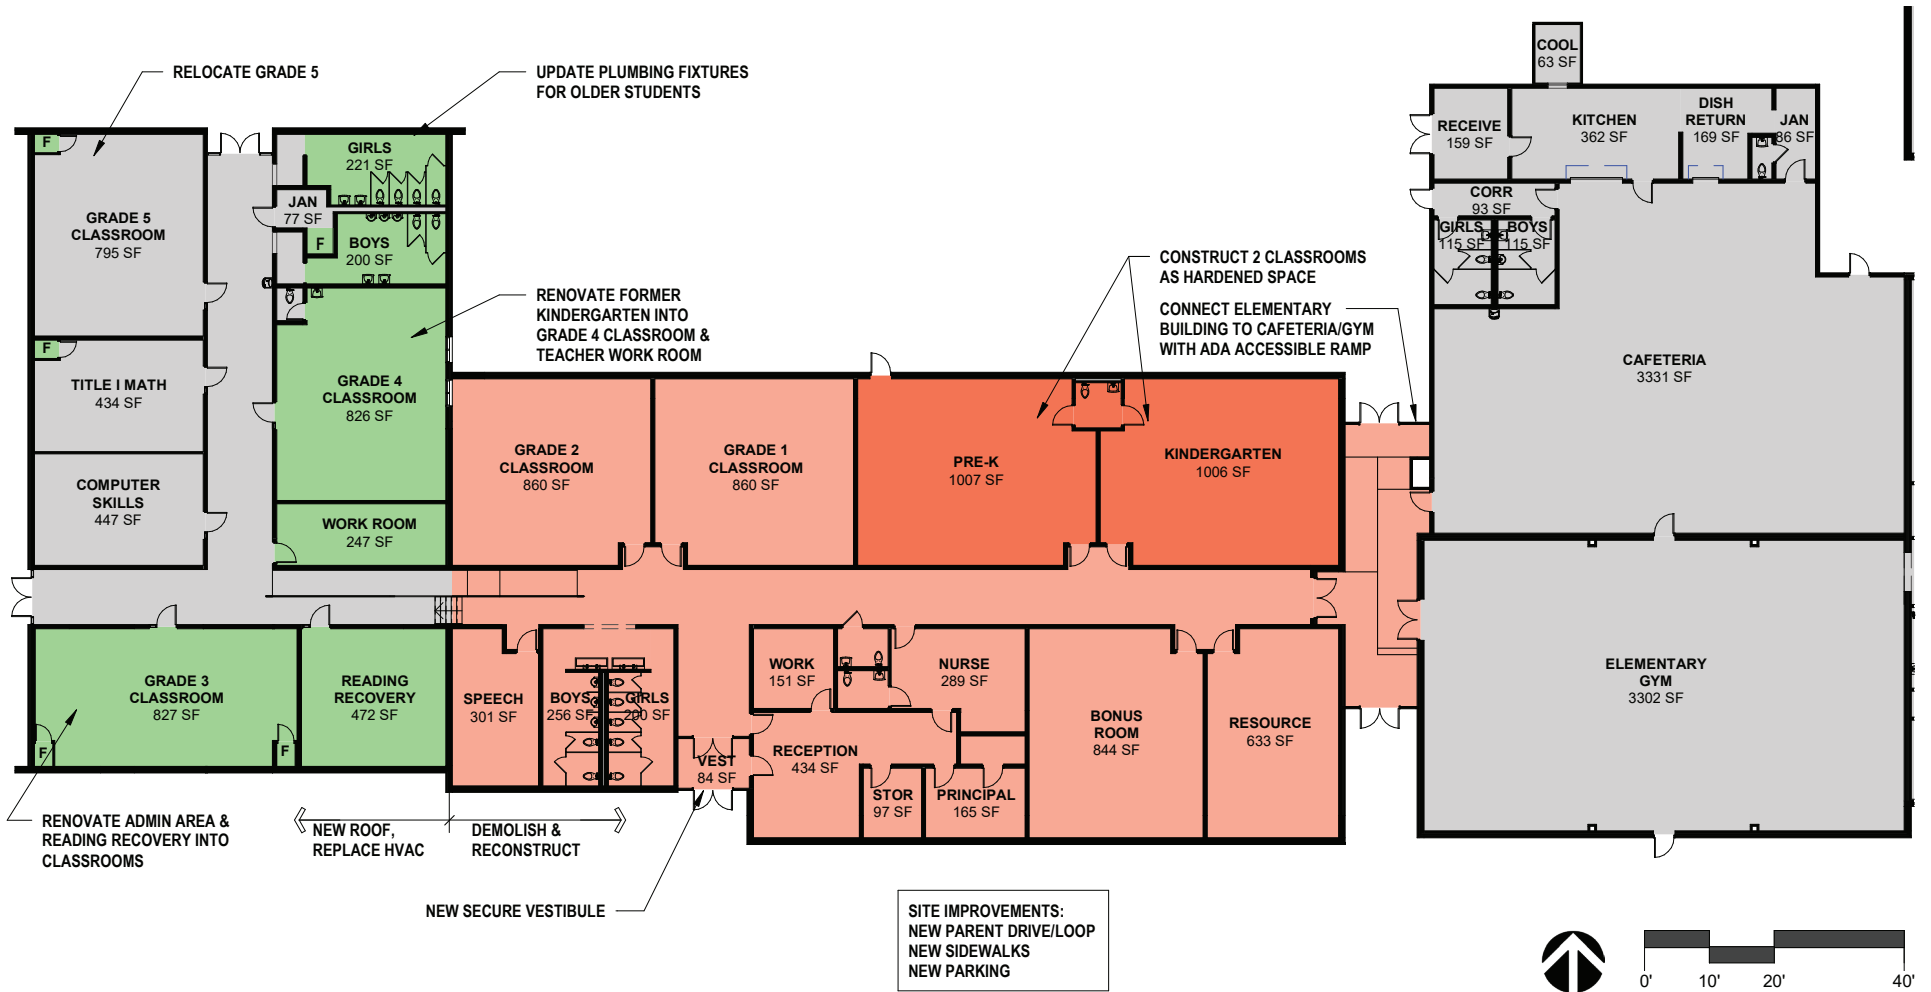 RELOCATE GRADE 5
UPDATE PLUMBING FIXTURES
FOR OLDER STUDENTS
COOL
63 SF
F
GRADE 5
CLASSROOM
795 SF
GIRLS
221 SF
JAN
77 SF
F
BOYS
200 SF
RECEIVE
159 SF
KITCHEN
362 SF
DISH
RETURN
169 SF
JAN
86 SF
CORR
93 SF
GIRLS
115 SF
BOYS
115 SF
CONSTRUCT 2 CLASSROOMS
AS HARDENED SPACE
CONNECT ELEMENTARY
BUILDING TO CAFETERIA/GYM
WITH ADA ACCESSIBLE RAMP
RENOVATE FORMER
KINDERGARTEN INTO
GRADE 4 CLASSROOM &
TEACHER WORK ROOM
F
TITLE I MATH
434 SF
GRADE 4
CLASSROOM
826 SF
CAFETERIA
3331 SF
GRADE 2
CLASSROOM
860 SF
GRADE 1
CLASSROOM
860 SF
PRE-K
1007 SF
KINDERGARTEN
1006 SF
COMPUTER
SKILLS
447 SF
WORK ROOM
247 SF
GRADE 3
CLASSROOM
827 SF
F
F
READING
RECOVERY
472 SF
SPEECH
301 SF
BOYS
256 SF
GIRLS
SF
WORK
151 SF
NURSE
289 SF
BONUS
ROOM
844 SF
RESOURCE
633 SF
ELEMENTARY
GYM
3302 SF
VEST
84 SF
RECEPTION
434 SF
STOR
97 SF
PRINCIPAL
165 SF
RENOVATE ADMIN AREA &
READING RECOVERY INTO
CLASSROOMS
NEW ROOF,
REPLACE HVAC
DEMOLISH &
RECONSTRUCT
NEW SECURE VESTIBULE
SITE IMPROVEMENTS:
NEW PARENT DRIVE/LOOP
NEW SIDEWALKS
NEW PARKING
0' 10' 20' 40'